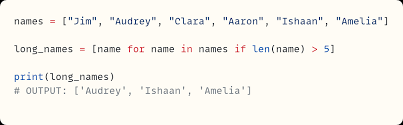 names = ["Jim", "Audrey", "Clara", "Aaron", "Ishaan", "Amelia"]
long_names = [name for name in names if len(name) > 5]
print(long_names)
# OUTPUT: ['Audrey', 'Ishaan', 'Amelia']